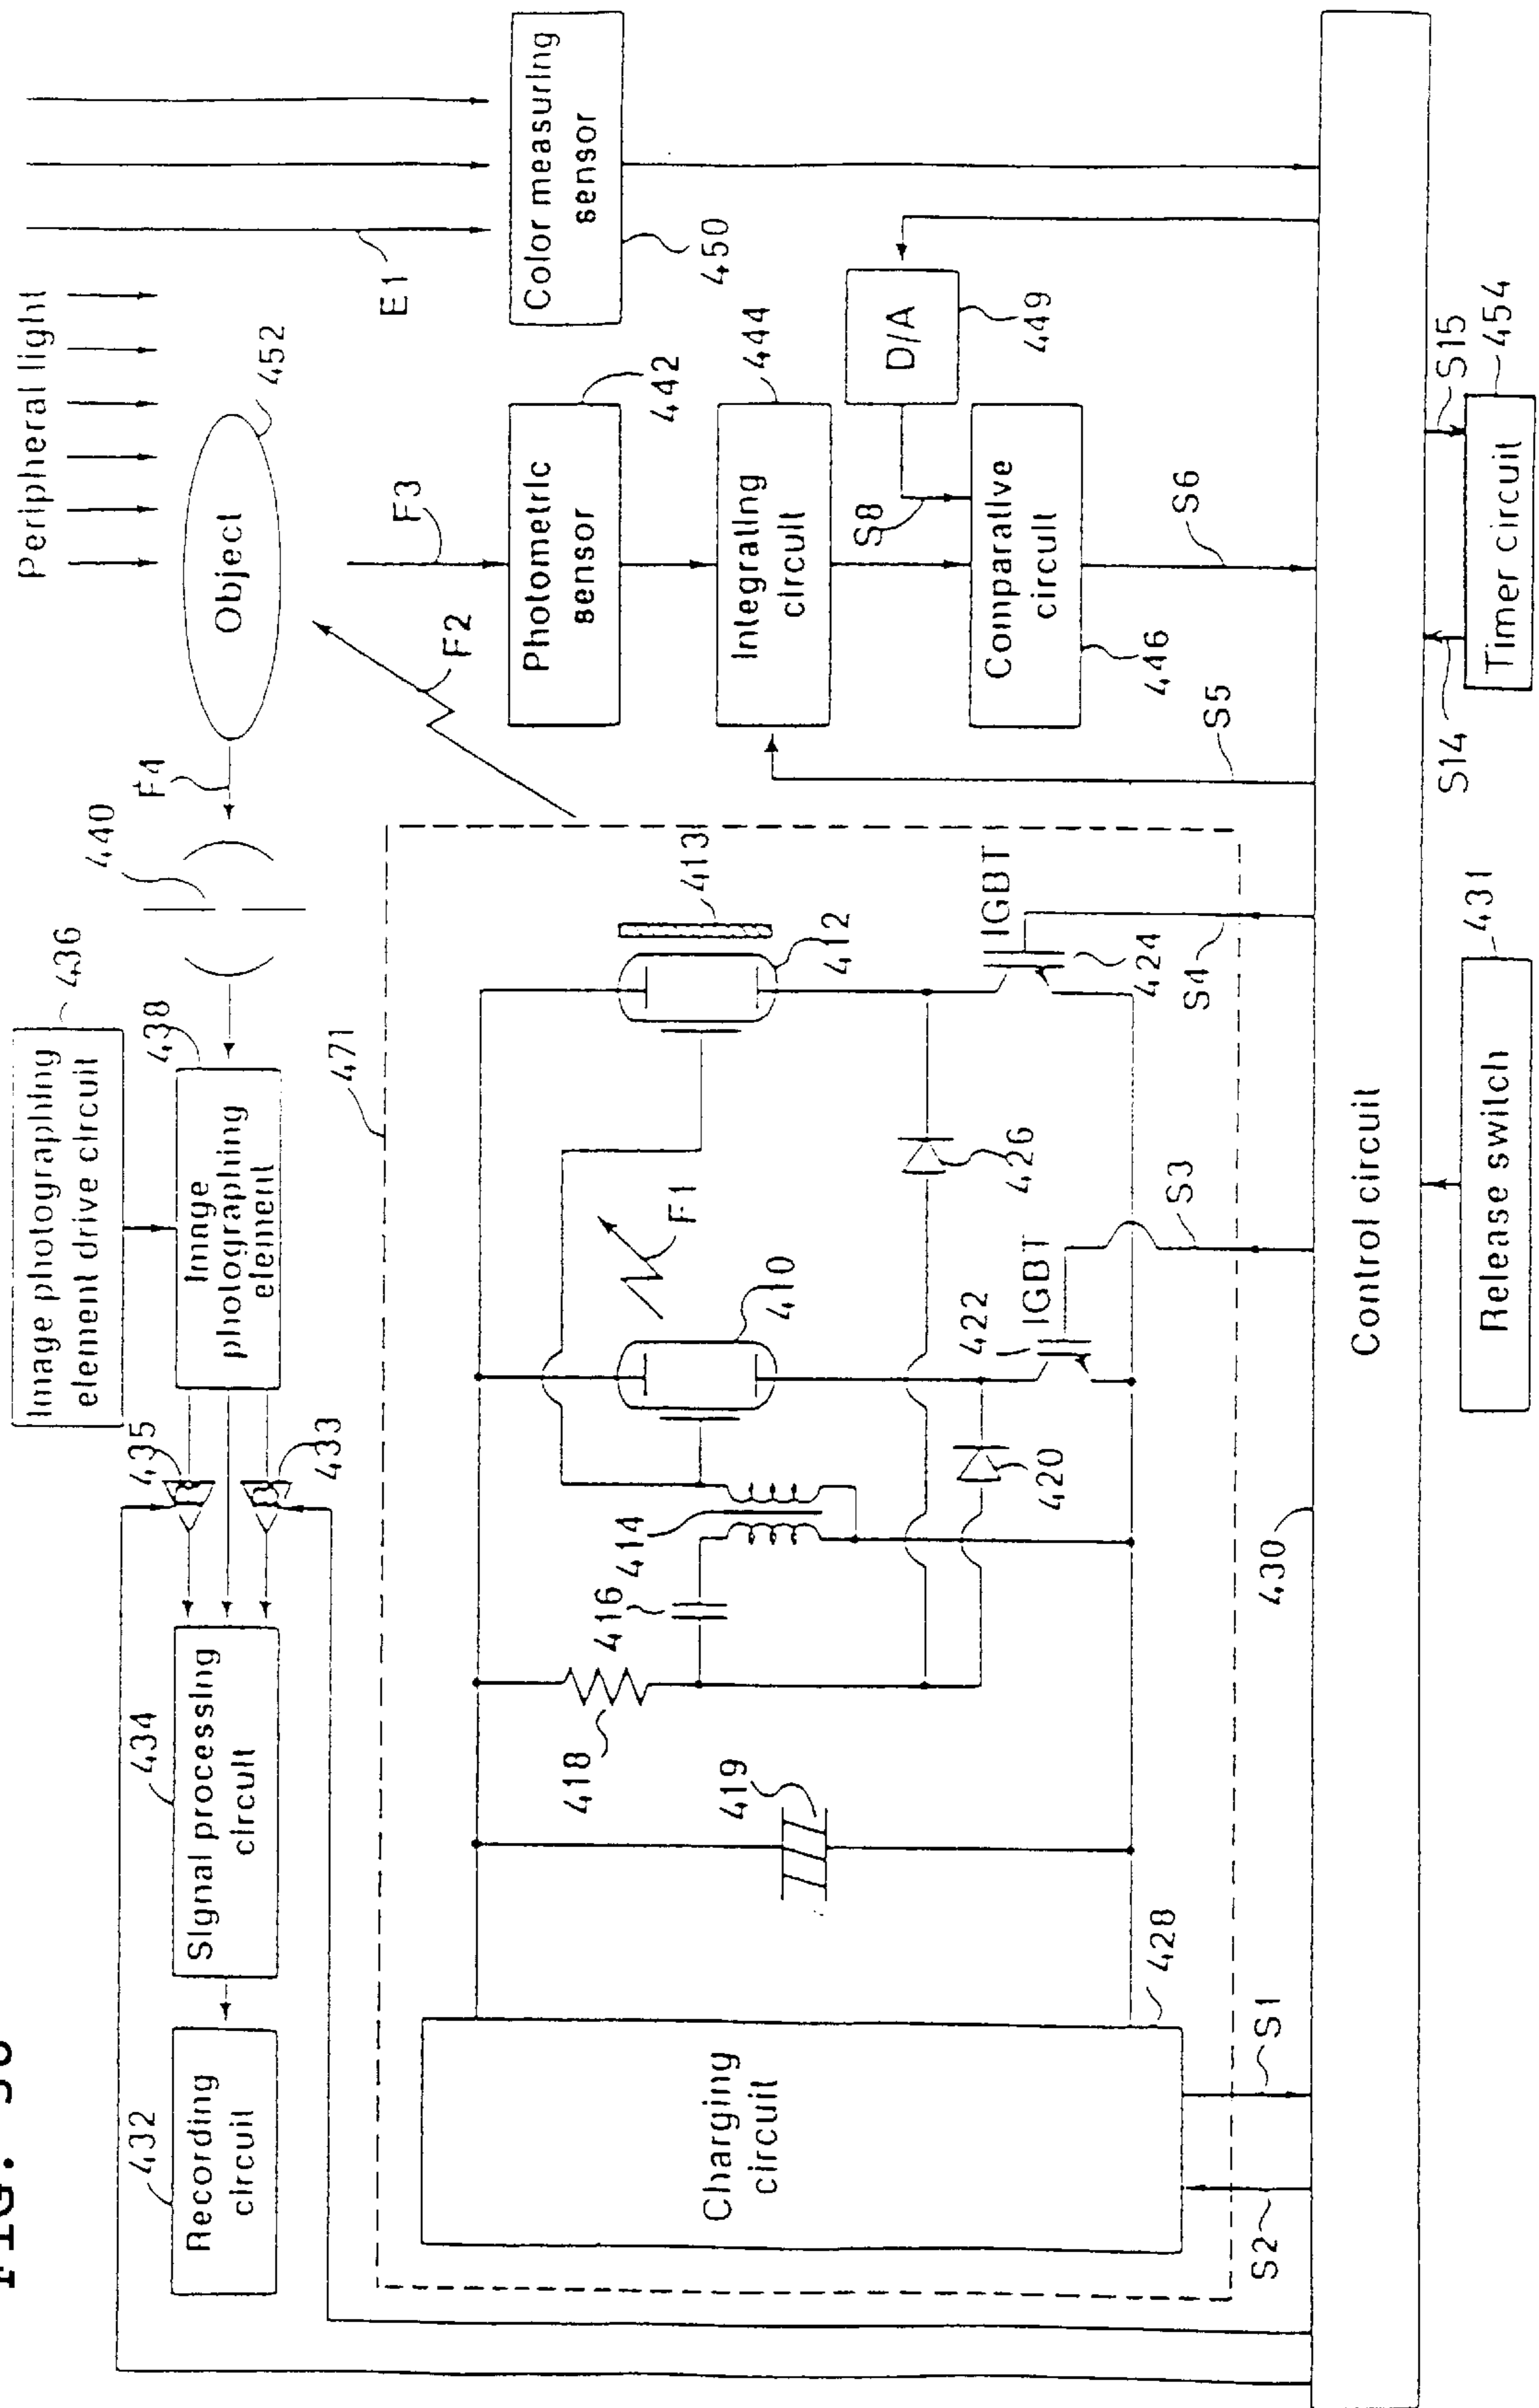 FIG. 36
Peripheral light
Object
452
E1
F4
440
436
Image photographing
element drive circuit
438
Image
photographing
element
435
433
434
Signal processing
circuit
432
Recording
circuit
Color measuring
sensor
450
F3
F2
Photometric
sensor
442
Integrating
circuit
444
D/A
449
S8
Comparative
circuit
446
S6
S5
471
413
412
F1
410
414
416
418
419
426
420
IGBT
424
S4
422
IGBT
S3
Charging
circuit
428
S1
S2
430
Control circuit
S15
454
Timer circuit
S14
431
Release switch